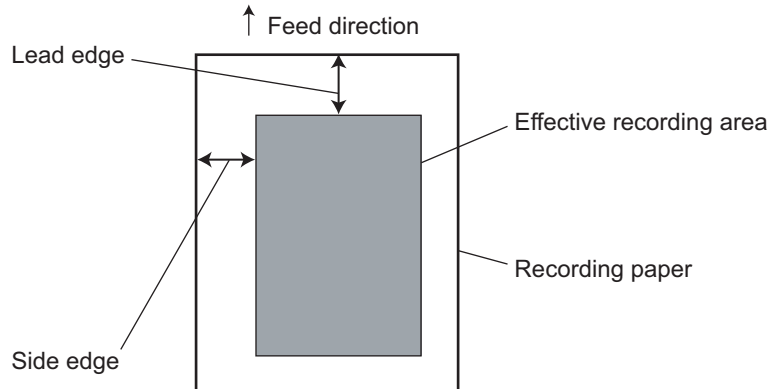 Feed direction
Lead edge
Effective recording area
Recording paper
Side edge